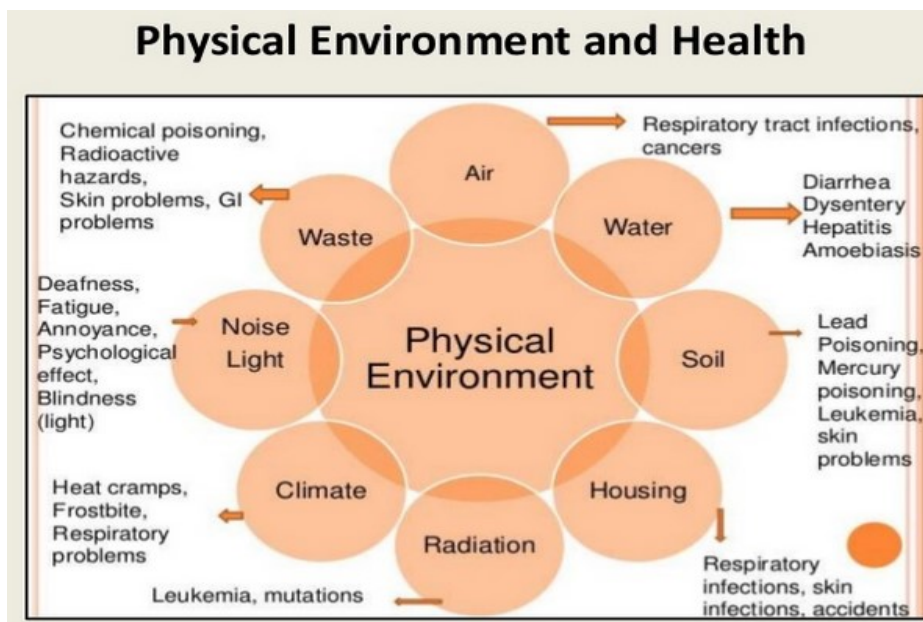 Physical Environment and Health
Air
Respiratory tract infections,
cancers
Water
Diarrhea
Dysentery
Hepatitis
Amoebiasis
Soil
Lead
Poisoning,
Mercury
poisoning,
Leukemia,
skin
problems
Housing
Respiratory
infections, skin
infections, accidents
Radiation
Leukemia, mutations
Climate
Heat cramps,
Frostbite,
Respiratory
problems
Noise
Light
Deafness,
Fatigue,
Annoyance,
Psychological
effect,
Blindness
(light)
Waste
Chemical poisoning,
Radioactive
hazards,
Skin problems, GI
problems
Physical
Environment